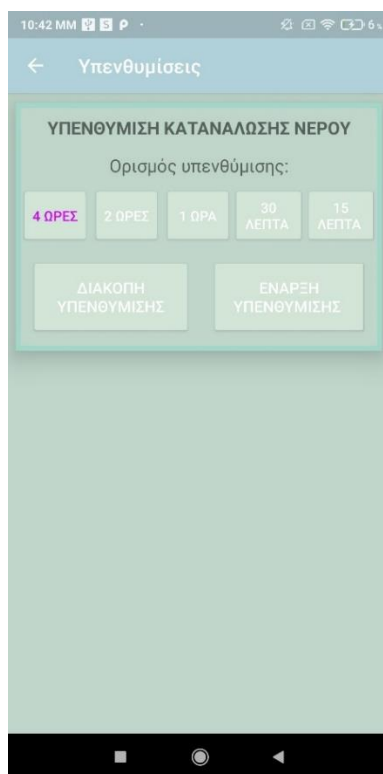 10:42 MM
Υπενθυμίσεις
ΥΠΕΝΘΥΜΙΣΗ ΚΑΤΑΝΑΛΩΣΗΣ ΝΕΡΟΥ
Ορισμός υπενθύμισης:
4 ΩΡΕΣ 2 ΩΡΕΣ 1 ΩΡΑ 30 ΛΕΠΤΑ 15 ΛΕΠΤΑ
ΔΙΑΚΟΠΗ ΥΠΕΝΘΥΜΙΣΗΣ
ΕΝΑΡΞΗ ΥΠΕΝΘΥΜΙΣΗΣ